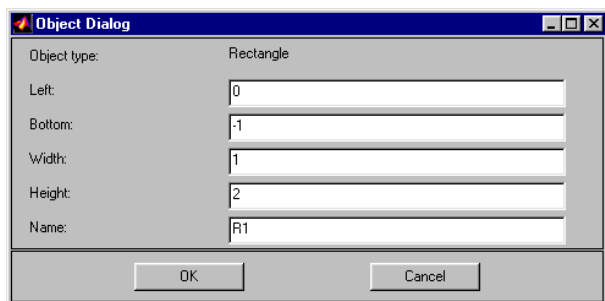 Object Dialog
Object type: Rectangle
Left: 0
Bottom: -1
Width: 1
Height: 2
Name: R1
OK Cancel